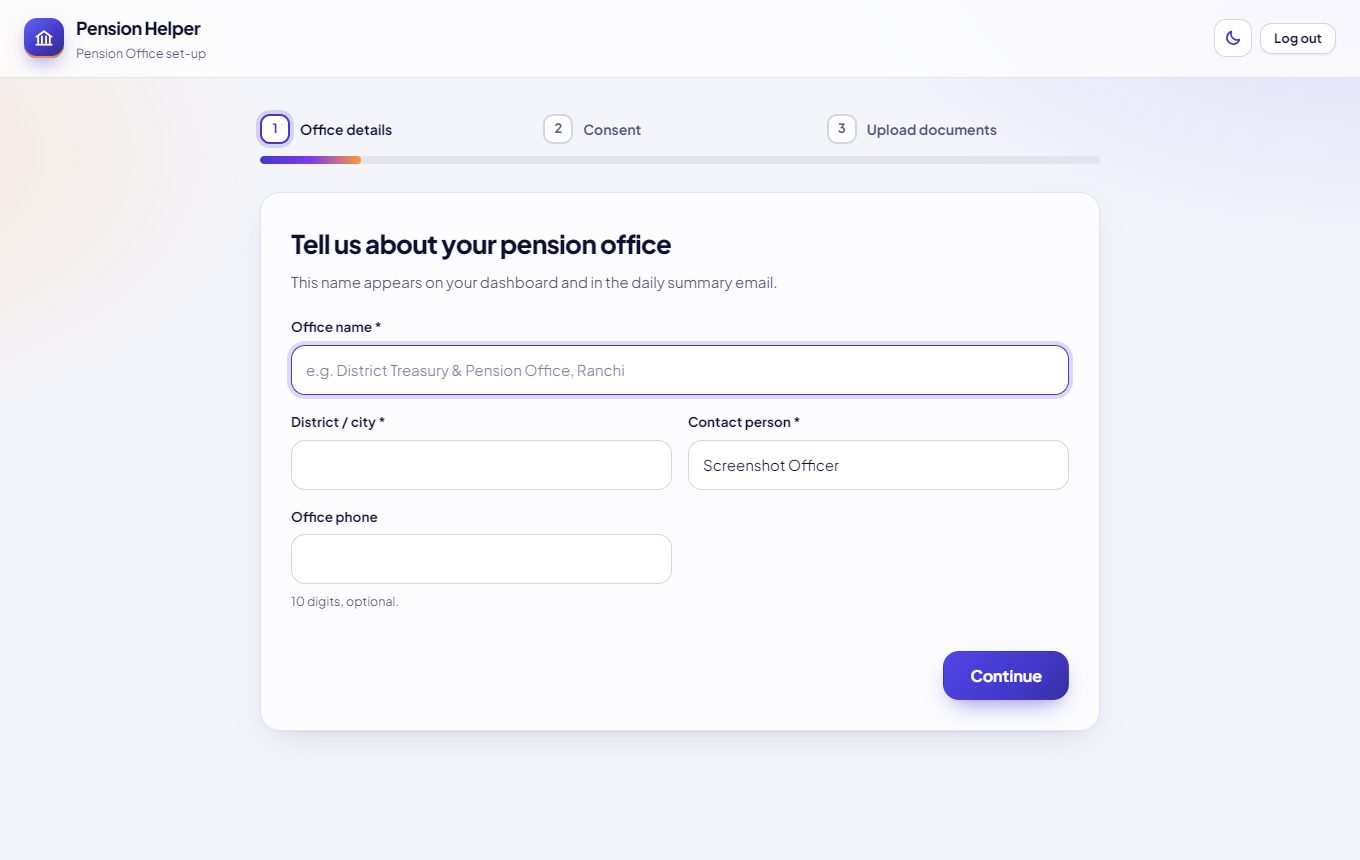 Pension Helper
Pension Office set-up
Log out
1 Office details
2 Consent
3 Upload documents
Tell us about your pension office
This name appears on your dashboard and in the daily summary email.
Office name *
e.g. District Treasury & Pension Office, Ranchi
District / city *
Contact person *
Screenshot Officer
Office phone
10 digits, optional.
Continue